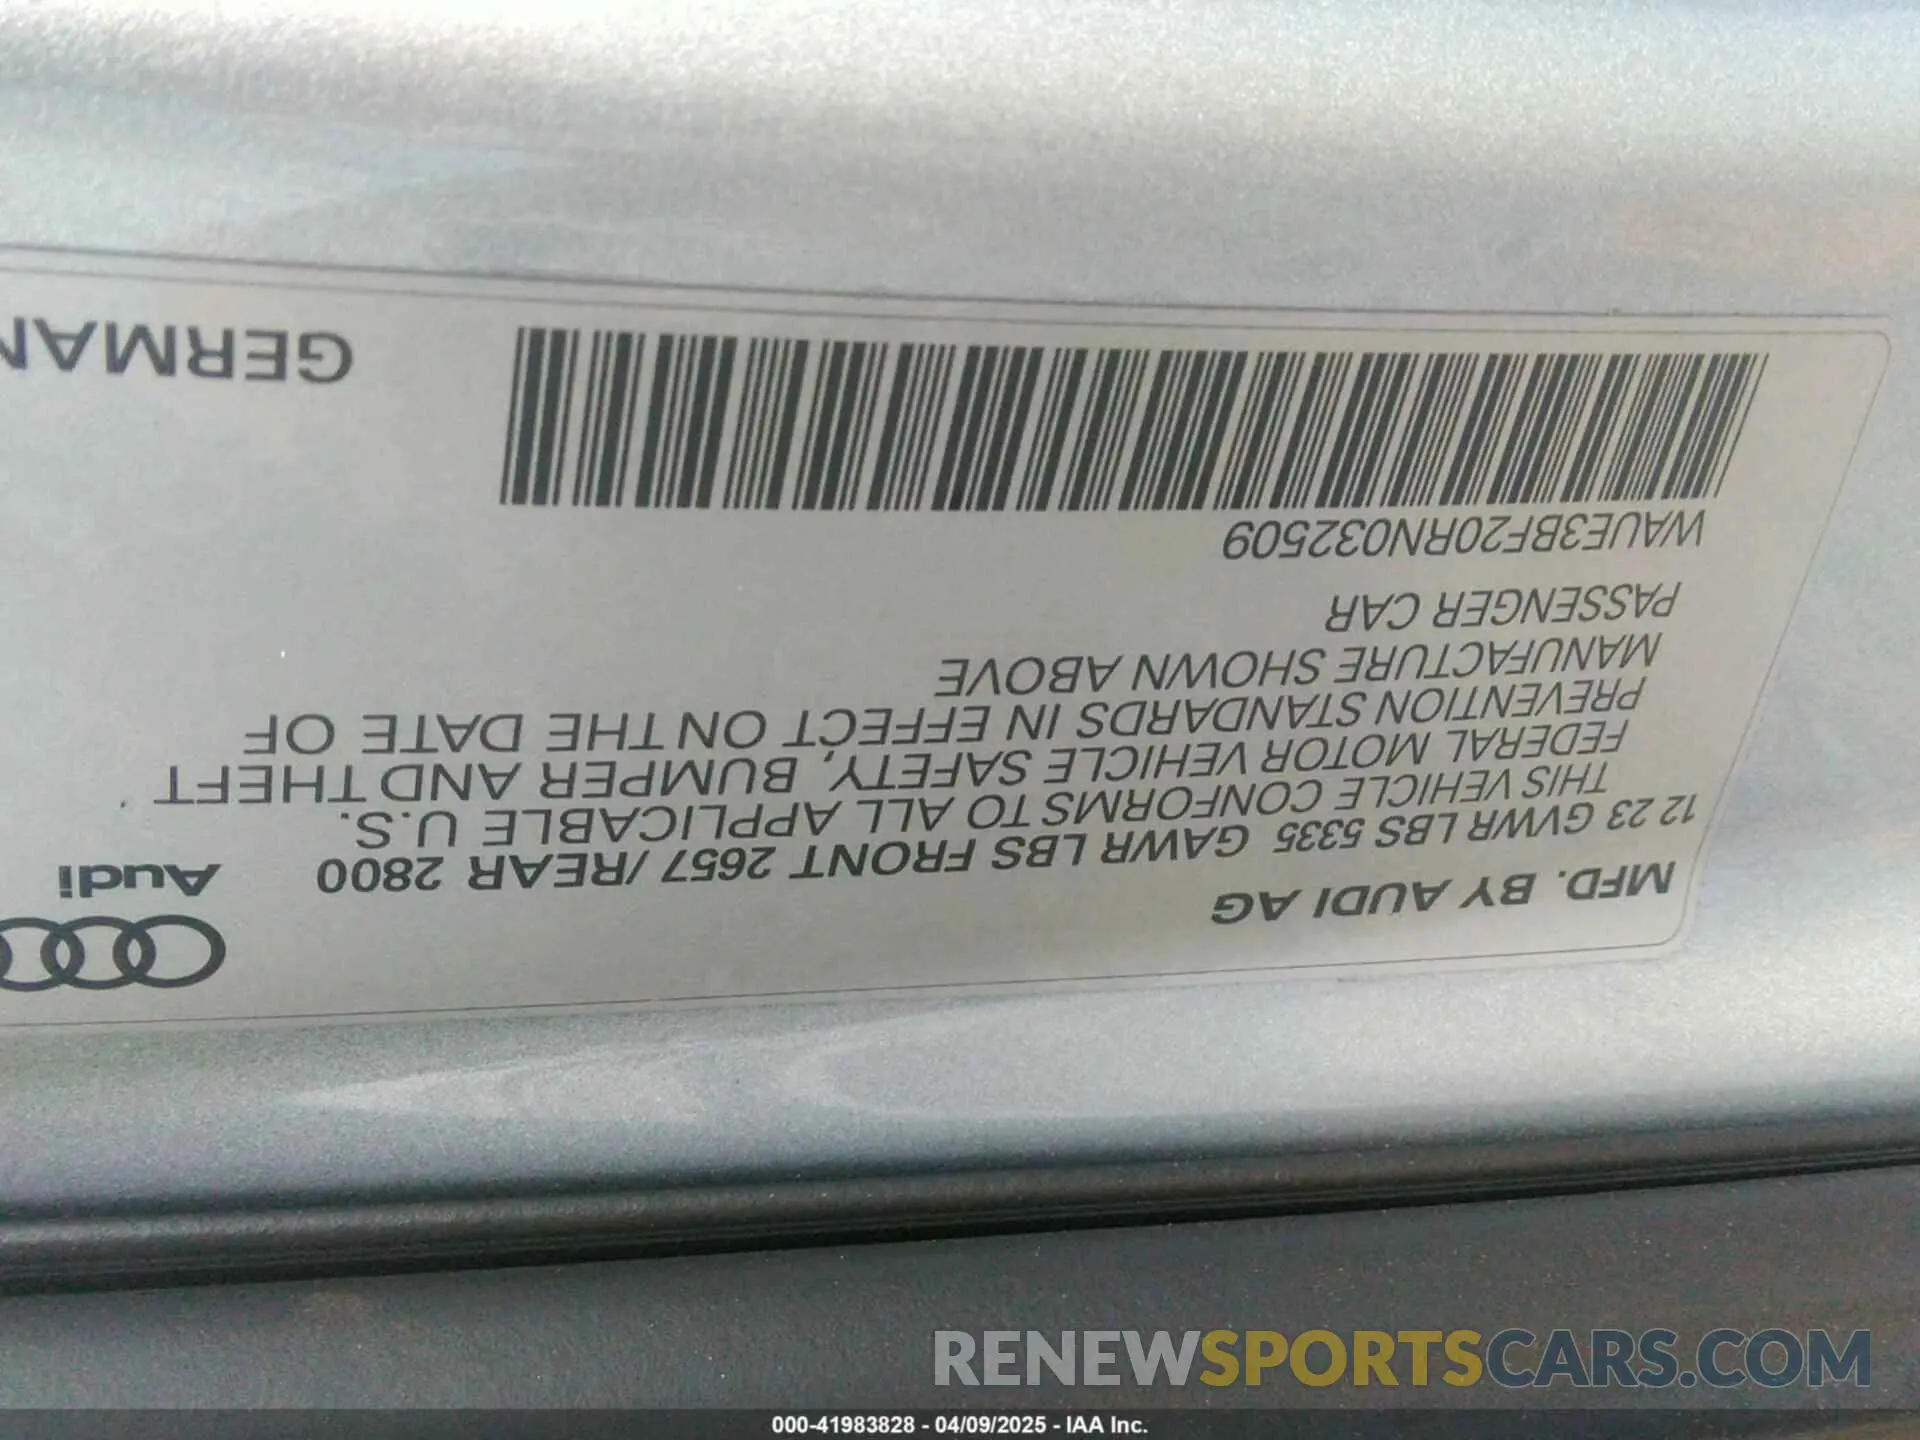 Audi
MFD. BY AUDI AG
12 23 GVWR LBS 5335 GAWR LBS FRONT 2657 /REAR 2800
THIS VEHICLE CONFORMS TO ALL APPLICABLE U.S.
FEDERAL MOTOR VEHICLE SAFETY, BUMPER AND THEFT
PREVENTION STANDARDS IN EFFECT ON THE DATE OF
MANUFACTURE SHOWN ABOVE
PASSENGER CAR
WAUE3BF20RN032509
GERMAN
RENEWSPORTSCARS.COM
000-41983828 - 04/09/2025 - IAA Inc.